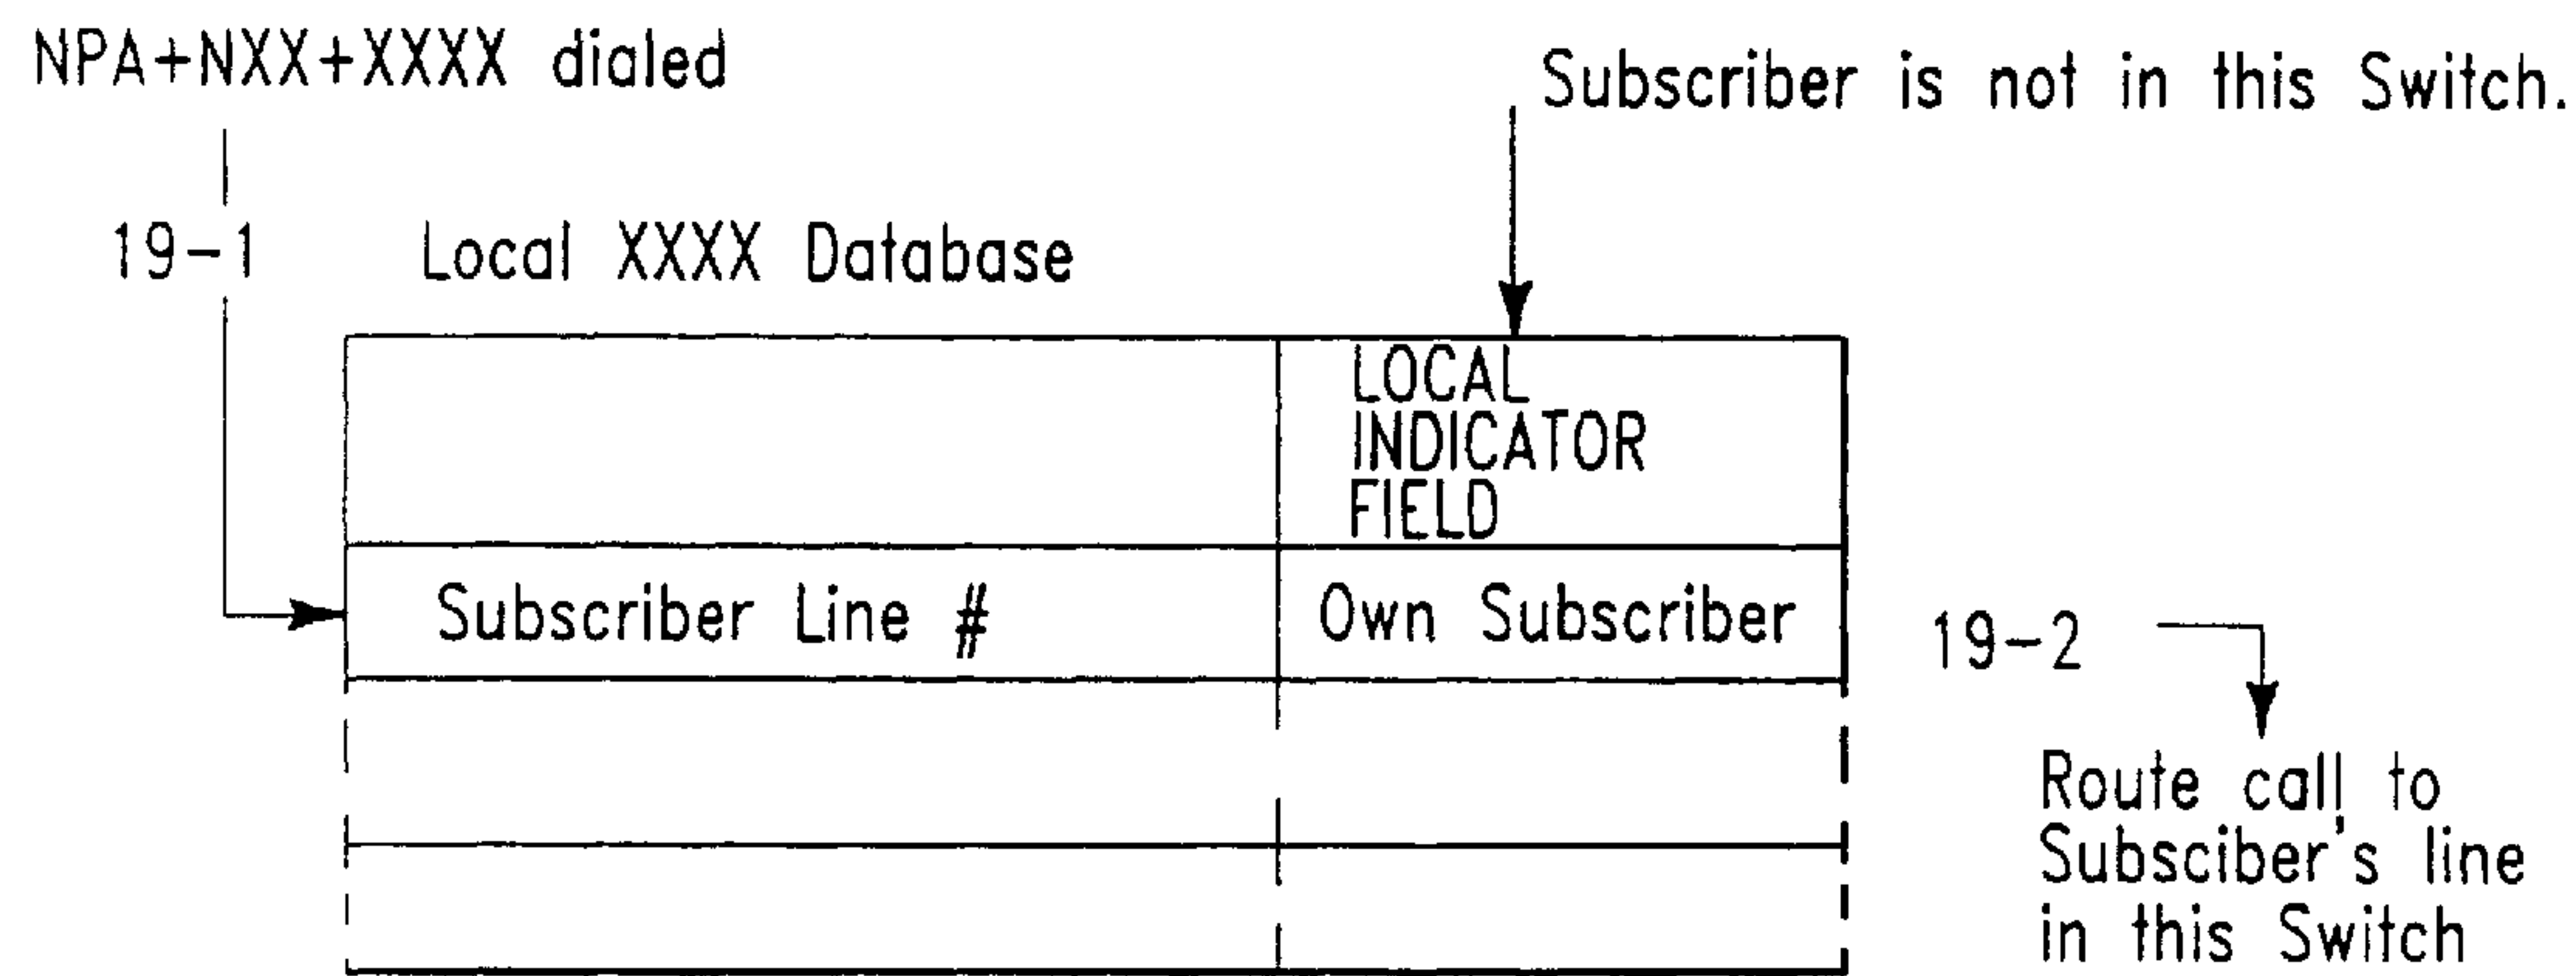 NPA+NXX+XXXX dialed
Subscriber is not in this Switch.
19-1
Local XXXX Database
LOCAL
INDICATOR
FIELD
Subscriber Line #
Own Subscriber
19-2
Route call to
Subsciber's line
in this Switch